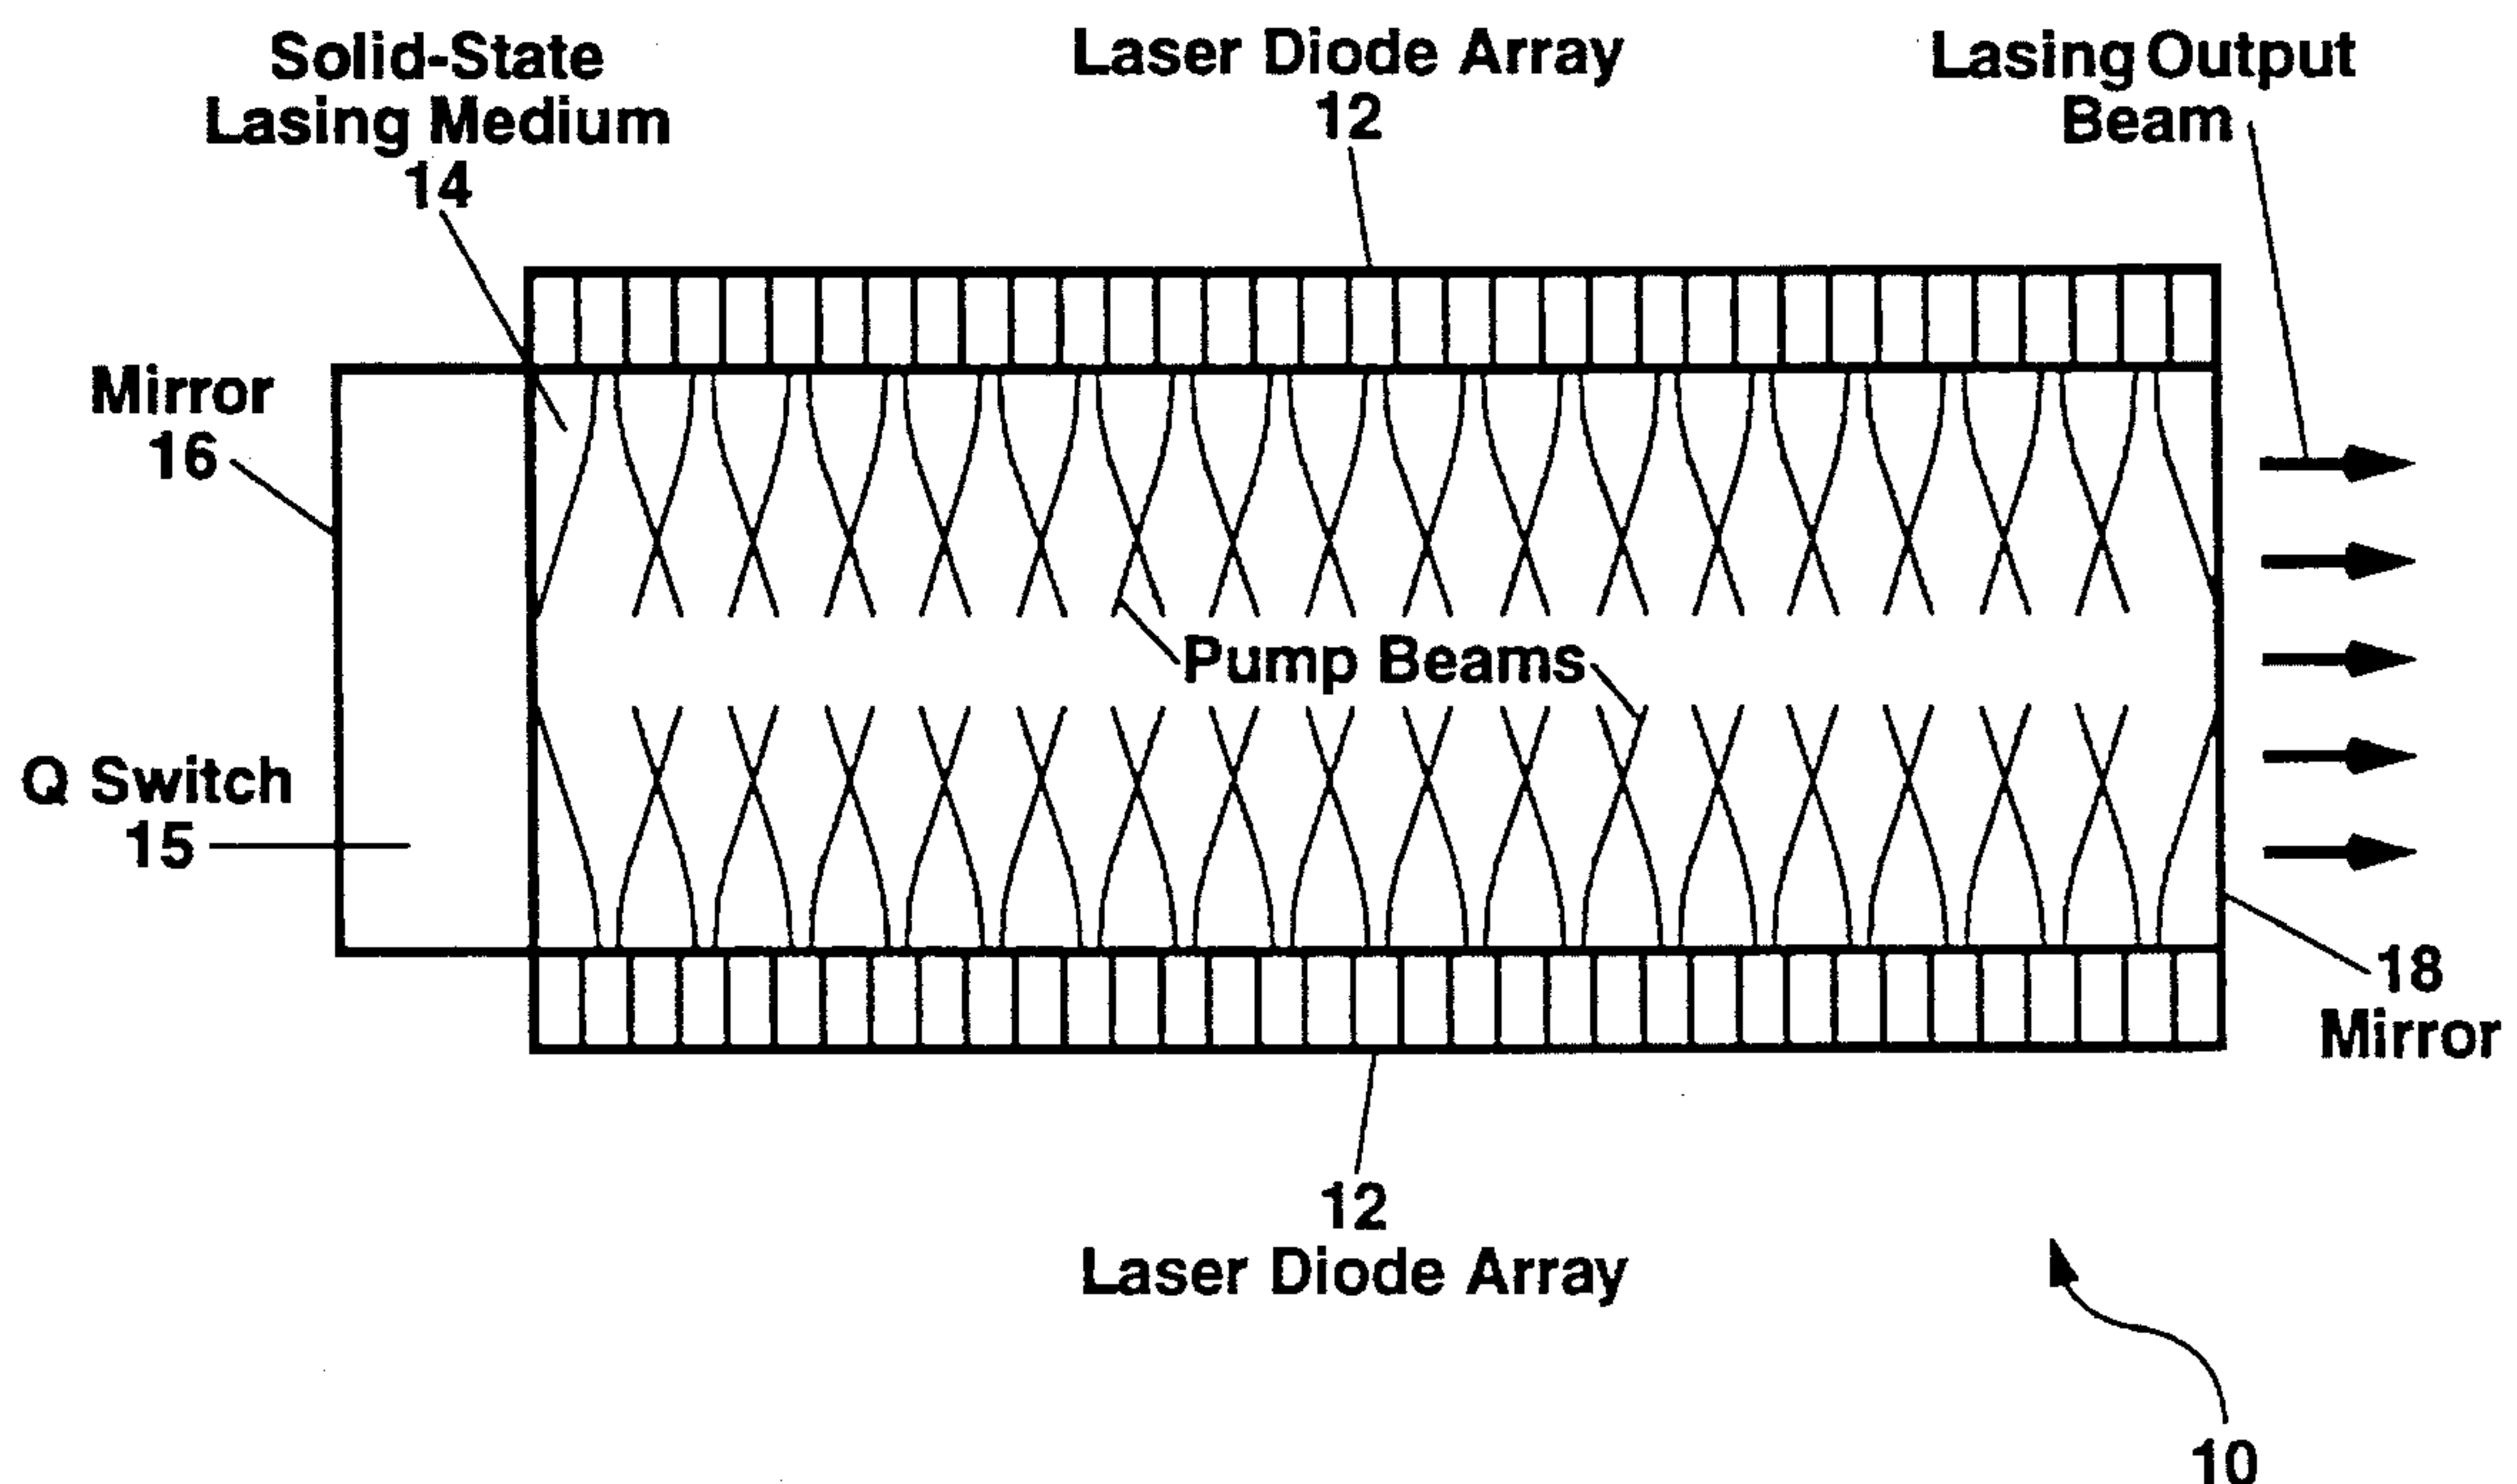 Solid-State
Lasing Medium
14
Laser Diode Array
12
Lasing Output
Beam
Mirror
16
Pump Beams
Q Switch
15
18
Mirror
12
Laser Diode Array
10